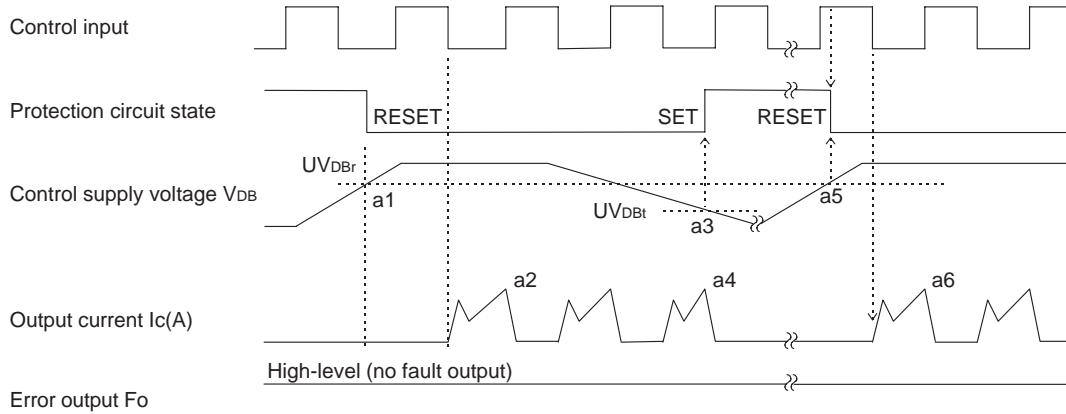 Control input
Protection circuit state
RESET
SET
RESET
UVDBr
Control supply voltage VDB
a1
UVDBt
a3
a5
a2
a4
a6
Output current Ic(A)
High-level (no fault output)
Error output Fo